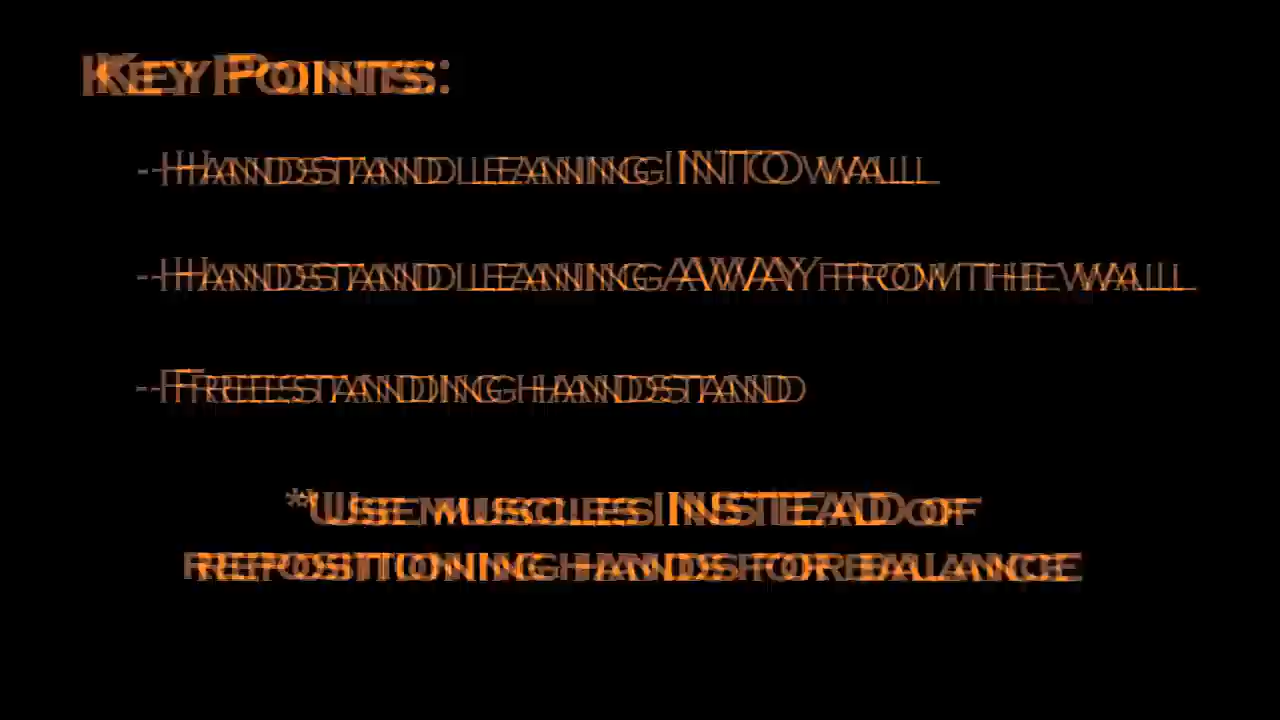 Key Points:
-Handstand leaning INTO wall
-Handstand leaning AWAY from the wall
-Freestanding handstand
*Use muscles INSTEAD of
repositioning hands for balance